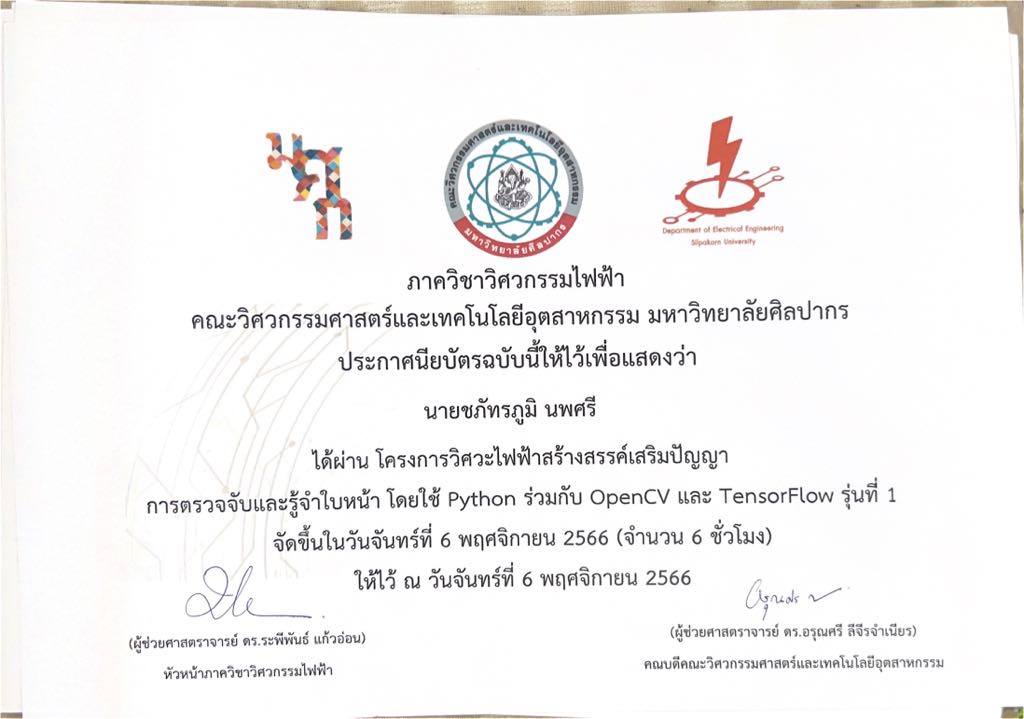 มศก
คณะวิศวกรรมศาสตร์และเทคโนโลยีอุตสาหกรรม
มหาวิทยาลัยศิลปากร
Department of Electrical Engineering
Silpakorn University
ภาควิชาวิศวกรรมไฟฟ้า
คณะวิศวกรรมศาสตร์และเทคโนโลยีอุตสาหกรรม มหาวิทยาลัยศิลปากร
ประกาศนียบัตรฉบับนี้ให้ไว้เพื่อแสดงว่า
นายชภัทรภูมิ นพศรี
ได้ผ่าน โครงการวิศวะไฟฟ้าสร้างสรรค์เสริมปัญญา
การตรวจจับและรู้จำใบหน้า โดยใช้ Python ร่วมกับ OpenCV และ TensorFlow รุ่นที่ 1
จัดขึ้นในวันจันทร์ที่ 6 พฤศจิกายน 2566 (จำนวน 6 ชั่วโมง)
ให้ไว้ ณ วันจันทร์ที่ 6 พฤศจิกายน 2566
(ผู้ช่วยศาสตราจารย์ ดร.ระพีพันธ์ แก้วอ่อน)
หัวหน้าภาควิชาวิศวกรรมไฟฟ้า
(ผู้ช่วยศาสตราจารย์ ดร.อรุณศรี ลีจีรจำเนียร)
คณบดีคณะวิศวกรรมศาสตร์และเทคโนโลยีอุตสาหกรรม